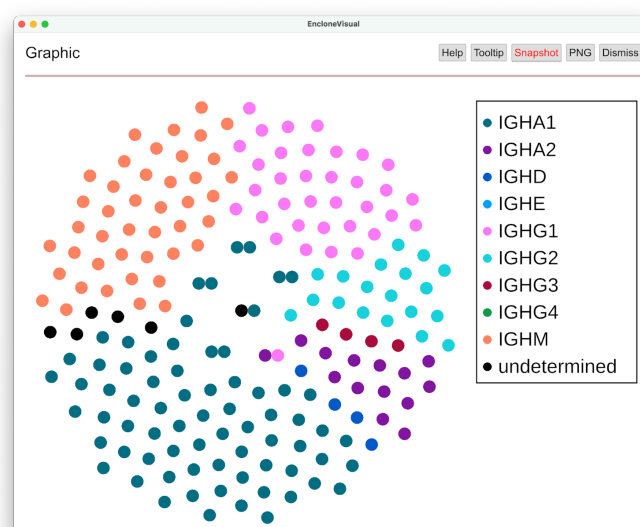 EncloneVisual
Graphic
Help Tooltip Snapshot PNG Dismiss
IGHA1
IGHA2
IGHD
IGHE
IGHG1
IGHG2
IGHG3
IGHG4
IGHM
undetermined